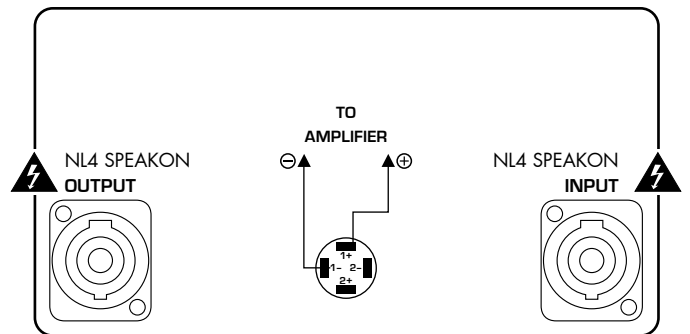 TO
AMPLIFIER
⊖ ⊕
NL4 SPEAKON
OUTPUT
NL4 SPEAKON
INPUT
1+
1- 2-
2+